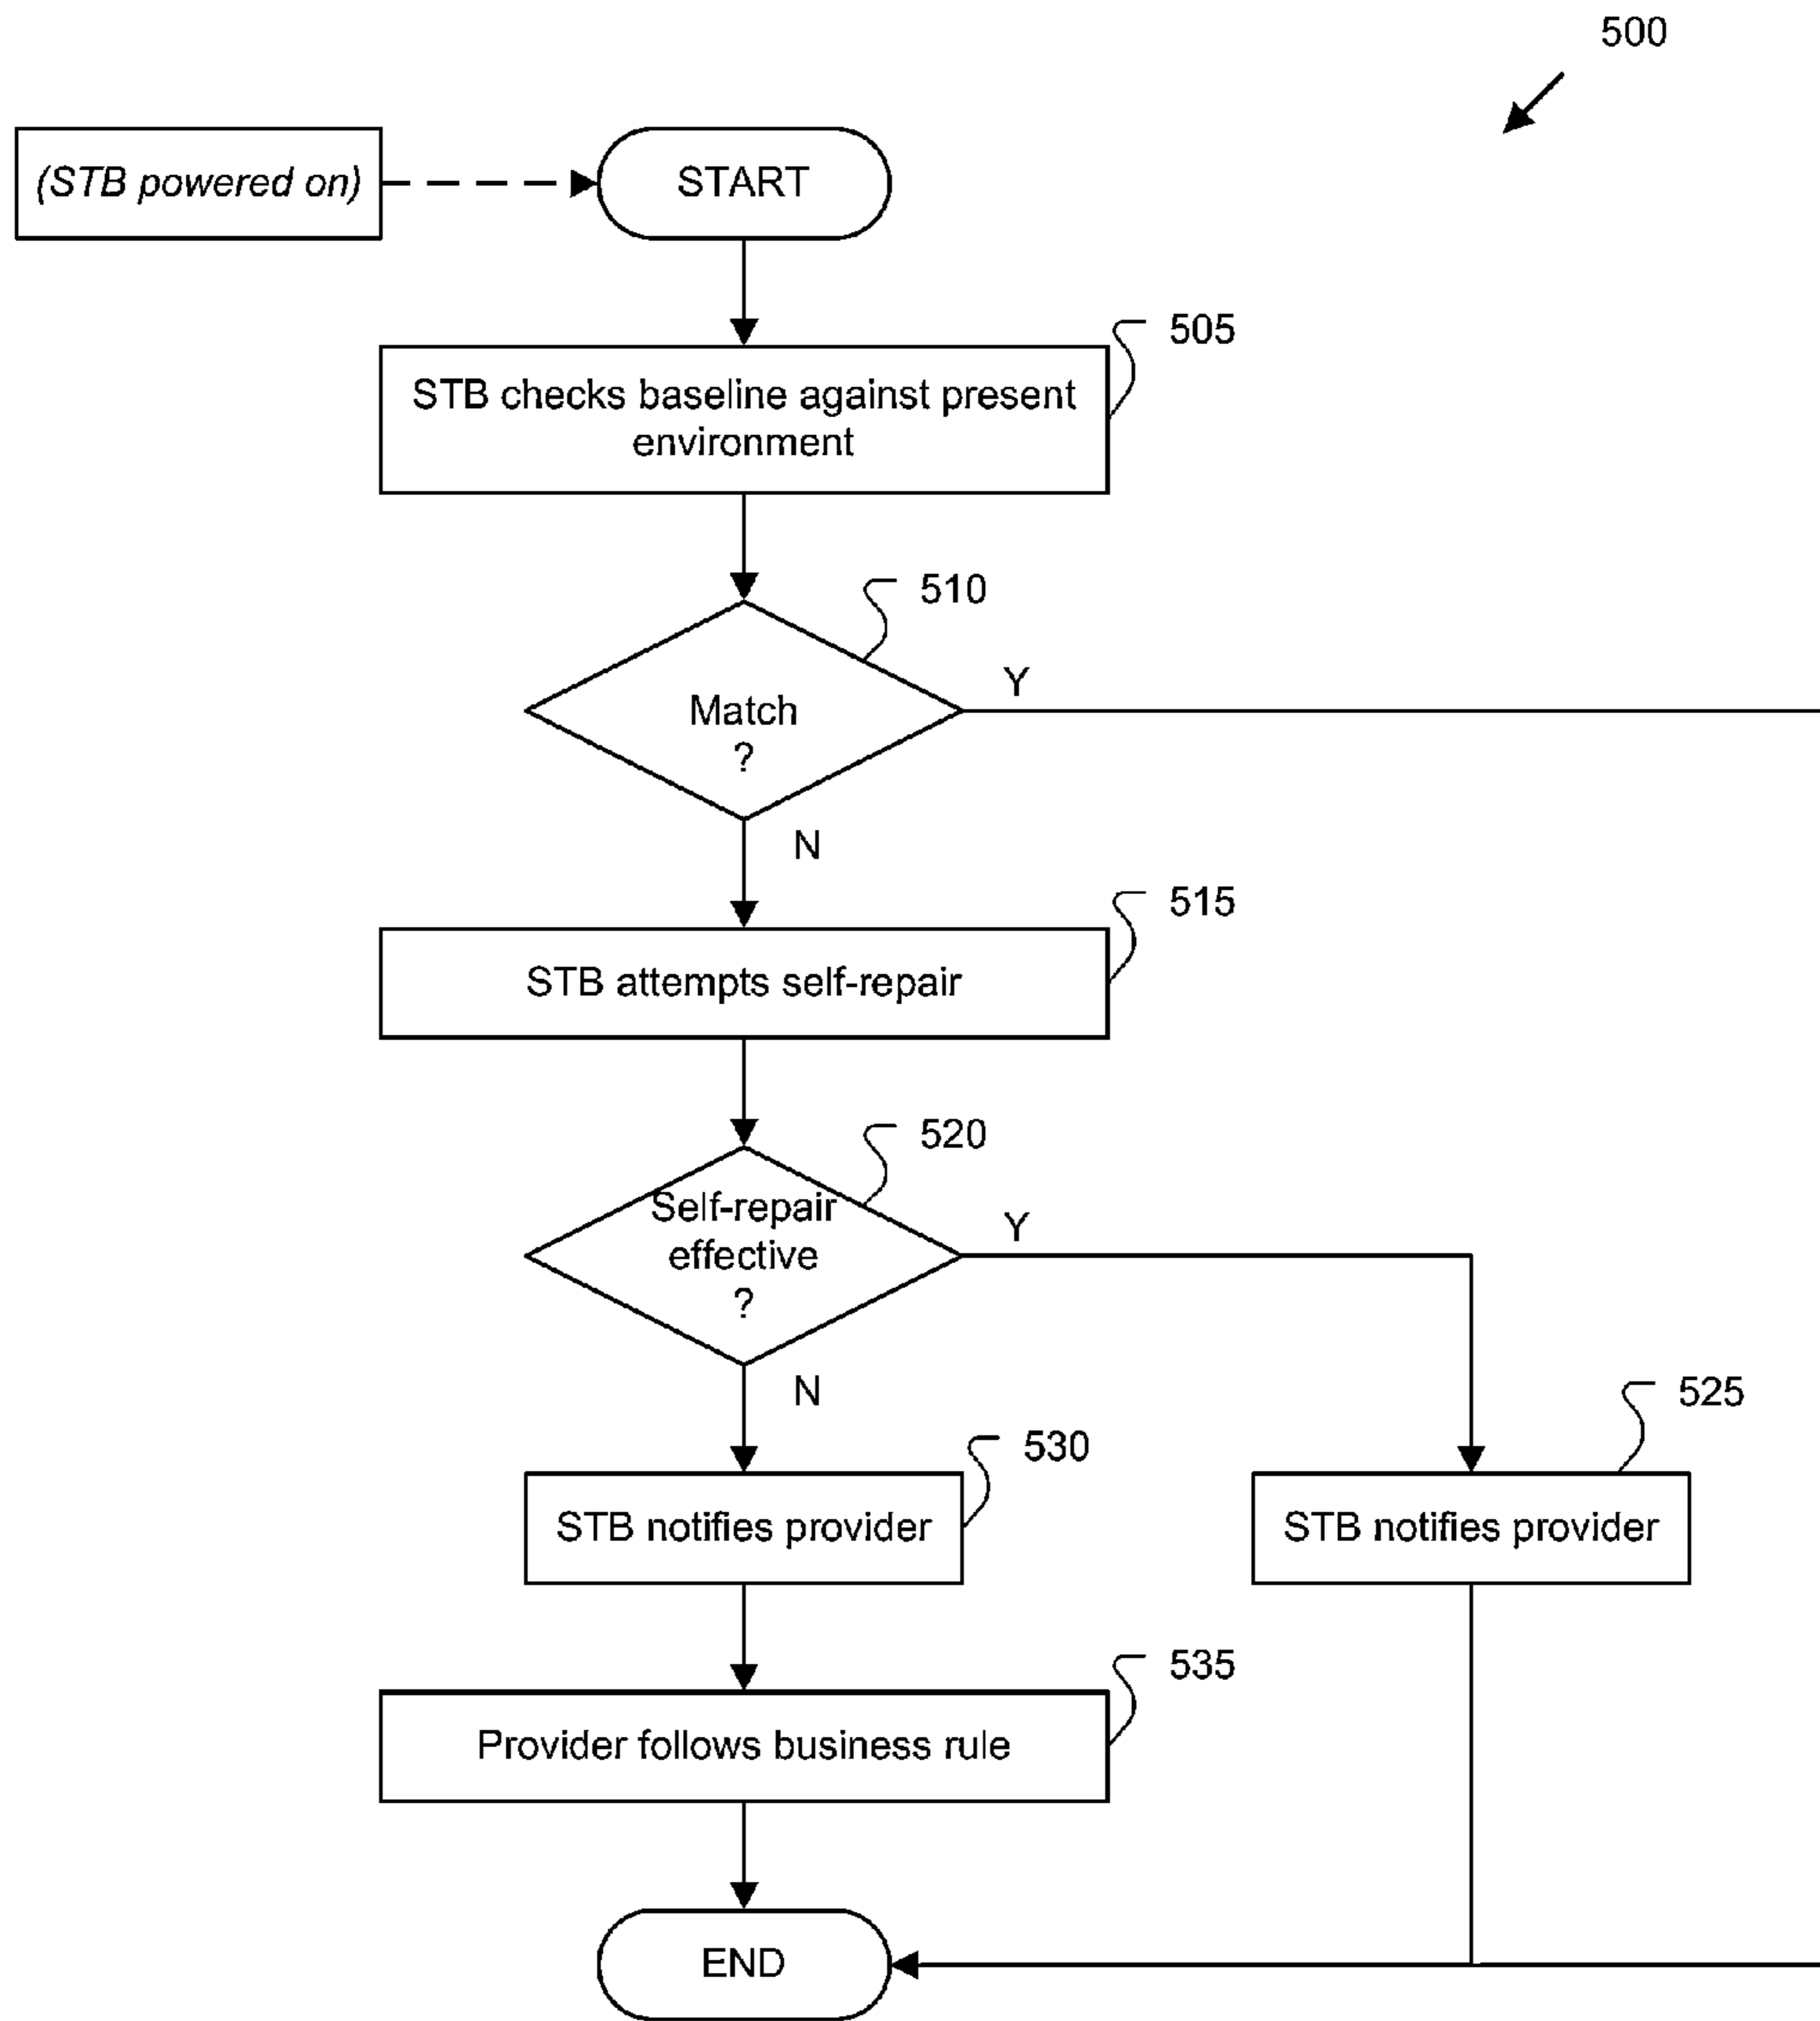 500
(STB powered on)
START
505
STB checks baseline against present
environment
510
Match
?
Y
N
515
STB attempts self-repair
520
Self-repair
effective
?
Y
N
525
530
STB notifies provider
STB notifies provider
535
Provider follows business rule
END